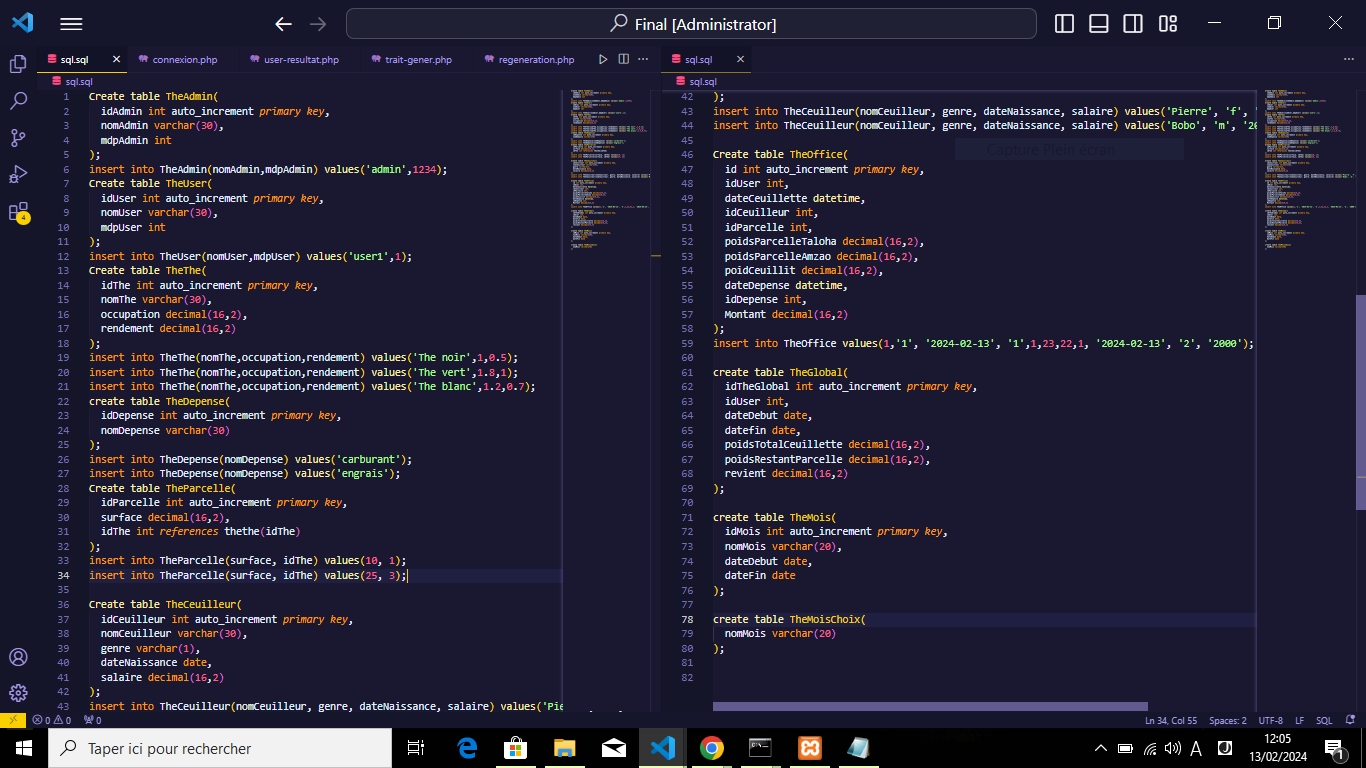 Final [Administrator]
sql.sql
connexion.php
user-resultat.php
trait-gener.php
regeneration.php
sql.sql
sql.sql
sql.sql
1 Create table TheAdmin(
2 idAdmin int auto_increment primary key,
3 nomAdmin varchar(30),
4 mdpAdmin int
5 );
6 insert into TheAdmin(nomAdmin,mdpAdmin) values('admin',1234);
7 Create table TheUser(
8 idUser int auto_increment primary key,
9 nomUser varchar(30),
10 mdpUser int
11 );
12 insert into TheUser(nomUser,mdpUser) values('user1',1);
13 Create table TheThe(
14 idThe int auto_increment primary key,
15 nomThe varchar(30),
16 occupation decimal(16,2),
17 rendement decimal(16,2)
18 );
19 insert into TheThe(nomThe,occupation,rendement) values('The noir',1,0.5);
20 insert into TheThe(nomThe,occupation,rendement) values('The vert',1.8,1);
21 insert into TheThe(nomThe,occupation,rendement) values('The blanc',1.2,0.7);
22 create table TheDepense(
23 idDepense int auto_increment primary key,
24 nomDepense varchar(30)
25 );
26 insert into TheDepense(nomDepense) values('carburant');
27 insert into TheDepense(nomDepense) values('engrais');
28 Create table TheParcelle(
29 idParcelle int auto_increment primary key,
30 surface decimal(16,2),
31 idThe int references thethe(idThe)
32 );
33 insert into TheParcelle(surface, idThe) values(10, 1);
34 insert into TheParcelle(surface, idThe) values(25, 3);
35
36 Create table TheCeuilleur(
37 idCeuilleur int auto_increment primary key,
38 nomCeuilleur varchar(30),
39 genre varchar(1),
40 dateNaissance date,
41 salaire decimal(16,2)
42 );
43 insert into TheCeuilleur(nomCeuilleur, genre, dateNaissance, salaire) values('Pie
42 );
43 insert into TheCeuilleur(nomCeuilleur, genre, dateNaissance, salaire) values('Pierre', 'f', '
44 insert into TheCeuilleur(nomCeuilleur, genre, dateNaissance, salaire) values('Bobo', 'm', '20
45
Capture Plein écran
46 Create table TheOffice(
47 id int auto_increment primary key,
48 idUser int,
49 dateCeuillette datetime,
50 idCeuilleur int,
51 idParcelle int,
52 poidsParcelleTaloha decimal(16,2),
53 poidsParcelleAmzao decimal(16,2),
54 poidCeuillit decimal(16,2),
55 dateDepense datetime,
56 idDepense int,
57 Montant decimal(16,2)
58 );
59 insert into TheOffice values(1,'1', '2024-02-13', '1',1,23,22,1, '2024-02-13', '2', '2000');
60
61 create table TheGlobal(
62 idTheGlobal int auto_increment primary key,
63 idUser int,
64 dateDebut date,
65 datefin date,
66 poidsTotalCeuillette decimal(16,2),
67 poidsRestantParcelle decimal(16,2),
68 revient decimal(16,2)
69 );
70
71 create table TheMois(
72 idMois int auto_increment primary key,
73 nomMois varchar(20),
74 dateDebut date,
75 dateFin date
76 );
77
78 create table TheMoisChoix(
79 nomMois varchar(20)
80 );
81
82
4
0 0 0
Ln 34, Col 55 Spaces: 2 UTF-8 LF SQL
Taper ici pour rechercher
12:05
13/02/2024
1